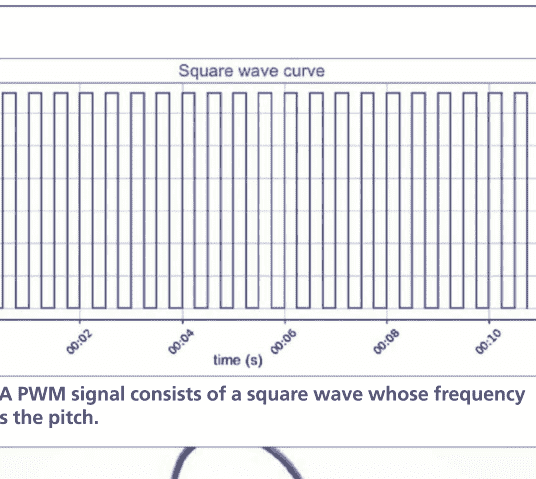 Square wave curve
00:02
00:04
00:06
00:08
00:10
time (s)
A PWM signal consists of a square wave whose frequency
s the pitch.